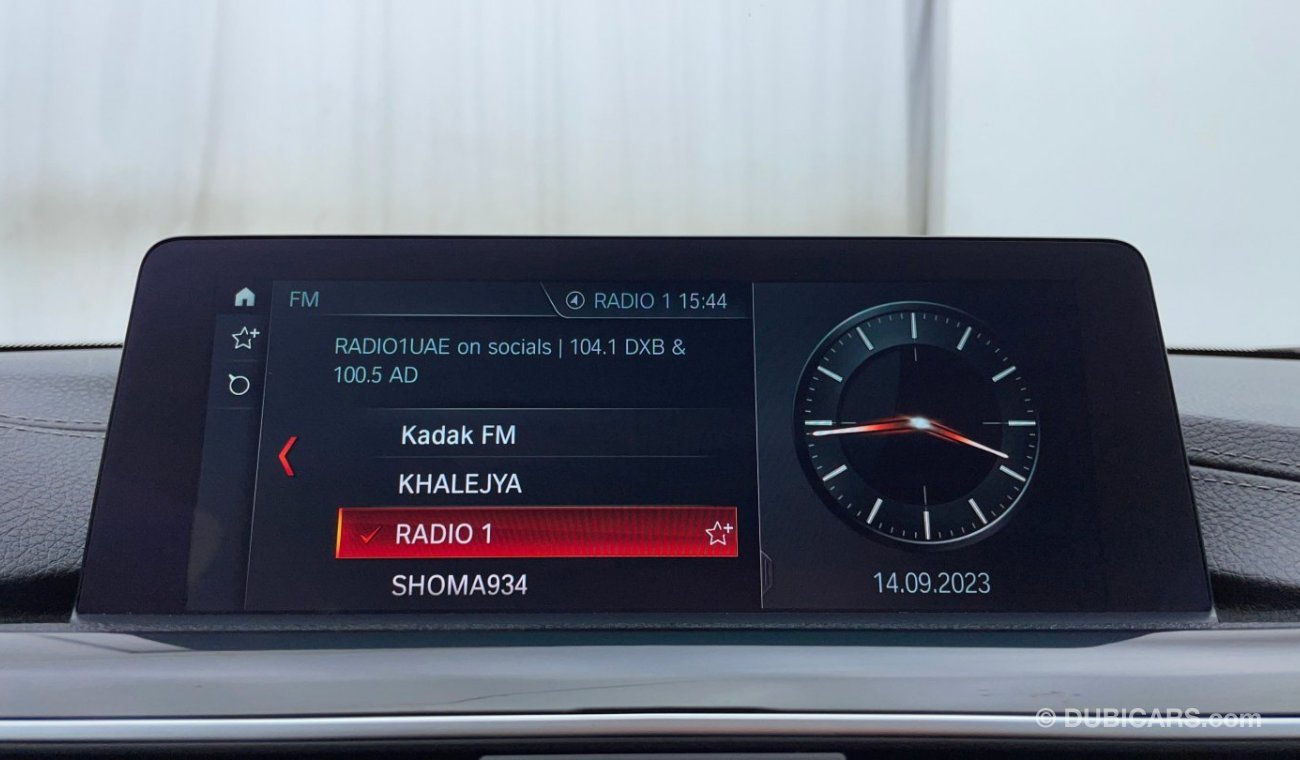 FM
RADIO 1 15:44
RADIO1UAE on socials | 104.1 DXB &
100.5 AD
Kadak FM
KHALEJYA
RADIO 1
SHOMA934
14.09.2023
© DUBICARS.com